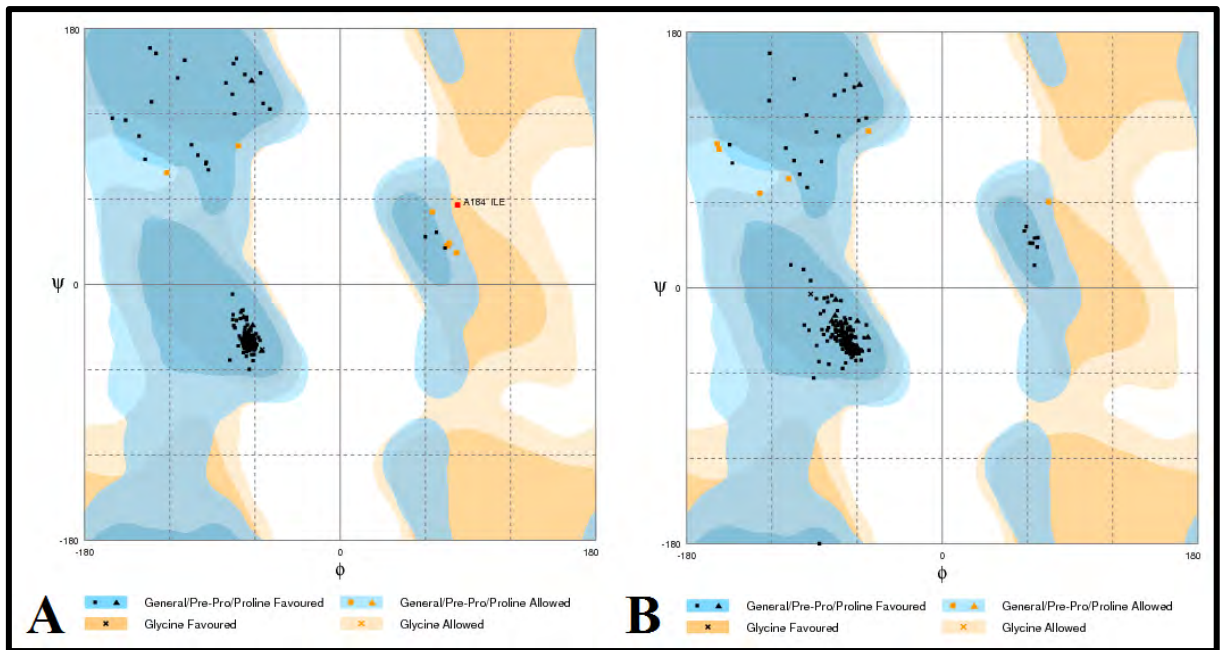 180
180
A184 ILE
Ψ 0
Ψ 0
-180
-180
-180 0 180
-180 0 180
ϕ
ϕ
A
General/Pre-Pro/Proline Favoured General/Pre-Pro/Proline Allowed
Glycine Favoured Glycine Allowed
B
General/Pre-Pro/Proline Favoured General/Pre-Pro/Proline Allowed
Glycine Favoured Glycine Allowed